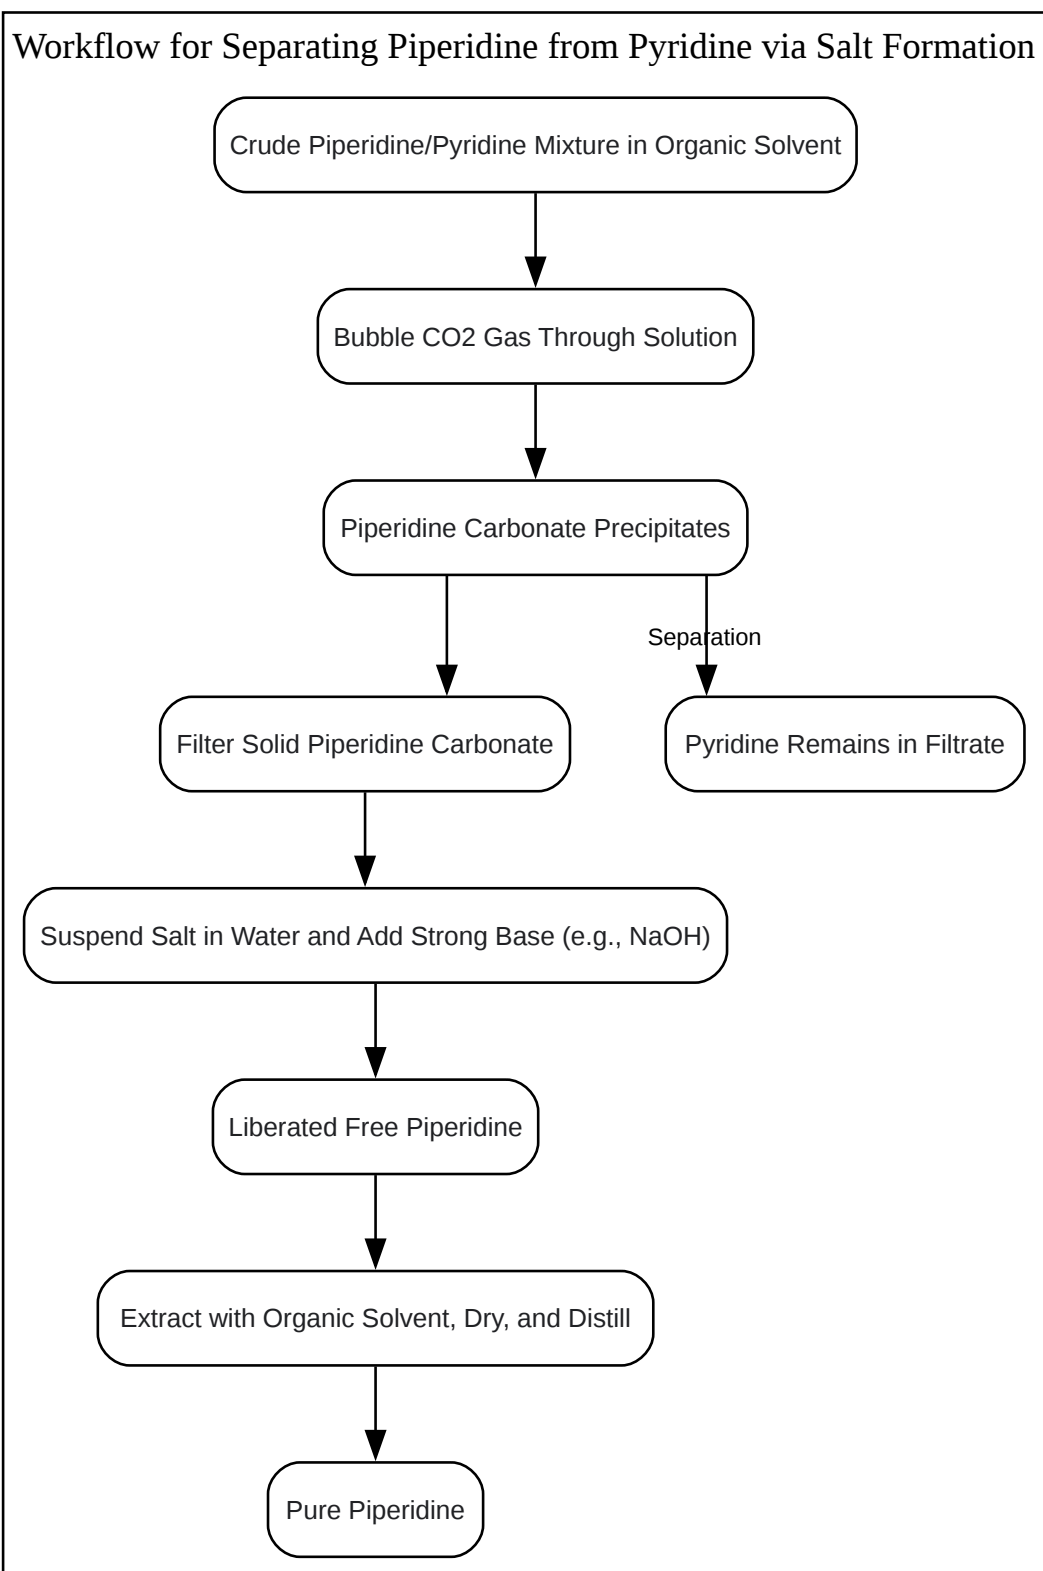 Workflow for Separating Piperidine from Pyridine via Salt Formation
Crude Piperidine/Pyridine Mixture in Organic Solvent
Bubble CO2 Gas Through Solution
Piperidine Carbonate Precipitates
Separation
Filter Solid Piperidine Carbonate
Pyridine Remains in Filtrate
Suspend Salt in Water and Add Strong Base (e.g., NaOH)
Liberated Free Piperidine
Extract with Organic Solvent, Dry, and Distill
Pure Piperidine